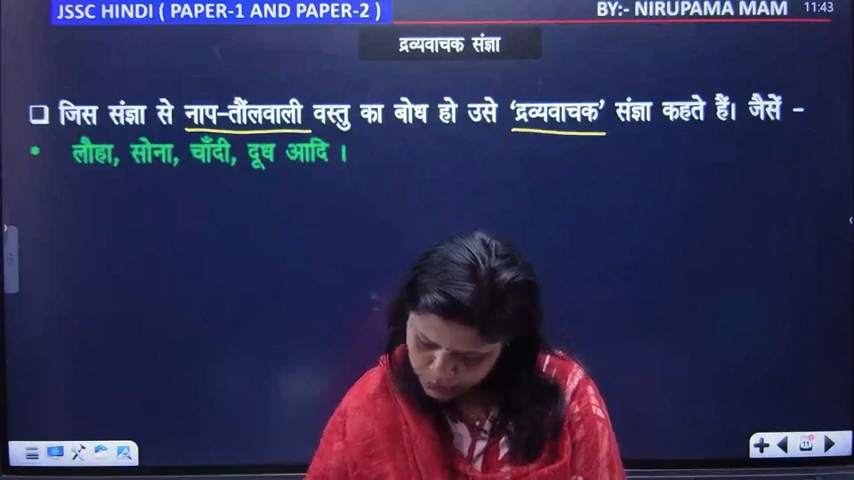 JSSC HINDI ( PAPER-1 AND PAPER-2 )
BY:- NIRUPAMA MAM
11:43
द्रव्यवाचक संज्ञा
जिस संज्ञा से नाप-तौंलवाली वस्तु का बोध हो उसे ‘द्रव्यवाचक’ संज्ञा कहते हैं। जैसें –
• लौहा, सोना, चाँदी, दूध आदि ।
11